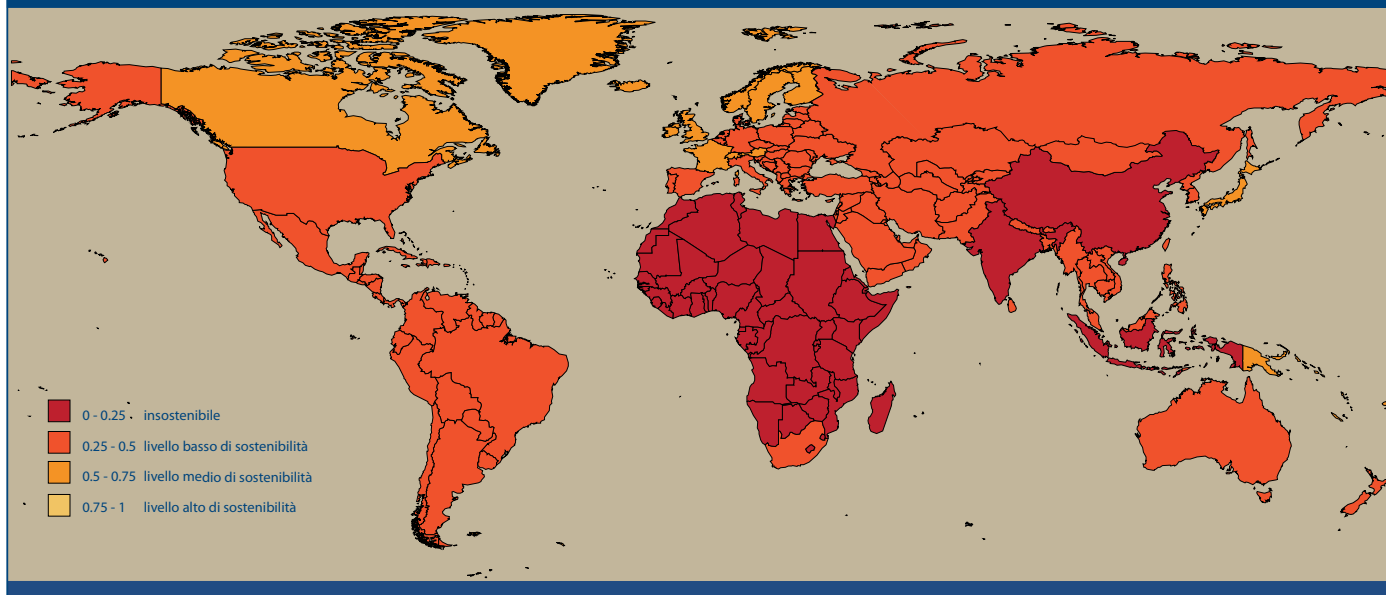 0 - 0.25 insostenibile
0.25 - 0.5 livello basso di sostenibilità
0.5 - 0.75 livello medio di sostenibilità
0.75 - 1 livello alto di sostenibilità